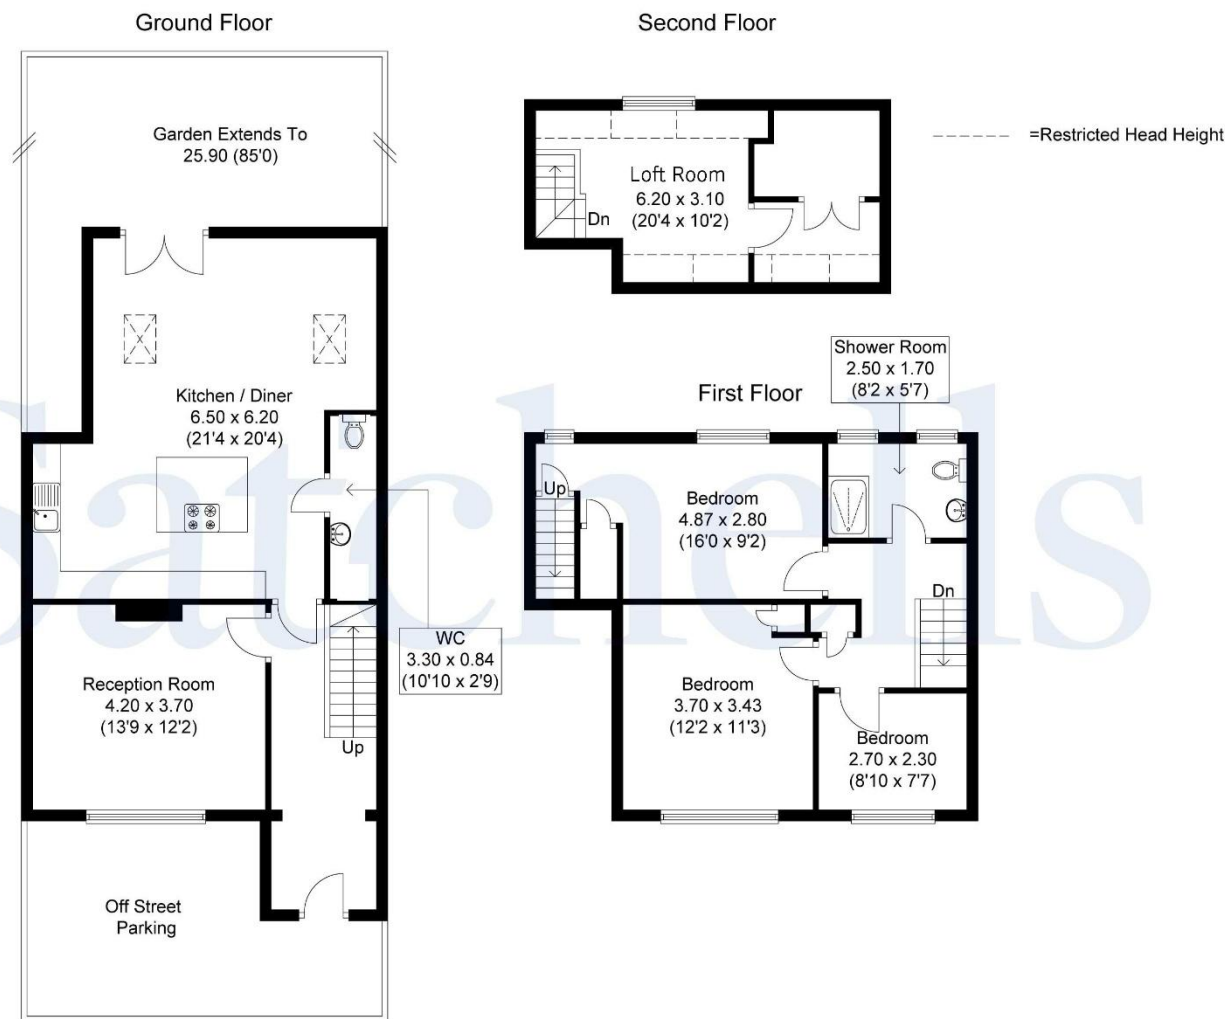 Ground Floor
Second Floor
Garden Extends To
25.90 (85'0)
=Restricted Head Height
Loft Room
6.20 x 3.10
(20'4 x 10'2)
Dn
Kitchen / Diner
6.50 x 6.20
(21'4 x 20'4)
Shower Room
2.50 x 1.70
(8'2 x 5'7)
First Floor
Up
Bedroom
4.87 x 2.80
(16'0 x 9'2)
Satchells
Dn
WC
3.30 x 0.84
(10'10 x 2'9)
Reception Room
4.20 x 3.70
(13'9 x 12'2)
Up
Bedroom
3.70 x 3.43
(12'2 x 11'3)
Bedroom
2.70 x 2.30
(8'10 x 7'7)
Off Street
Parking